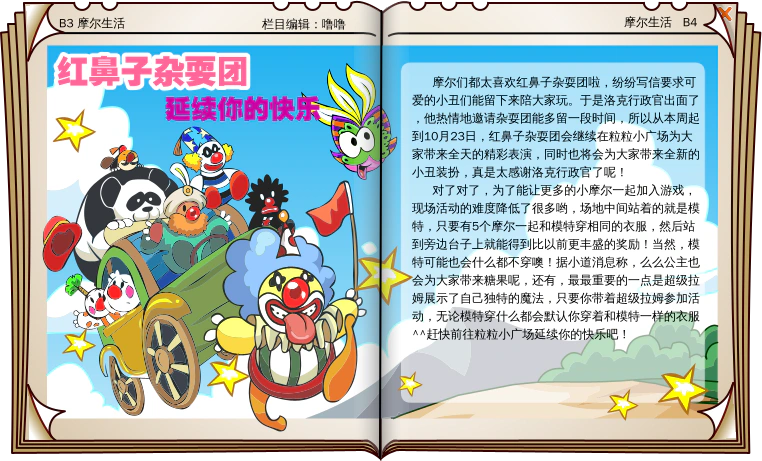 B3 摩尔生活
栏目编辑：噜噜
摩尔生活 B4
红鼻子杂耍团
延续你的快乐
摩尔们都太喜欢红鼻子杂耍团啦，纷纷写信要求可
爱的小丑们能留下来陪大家玩。于是洛克行政官出面了
，他热情地邀请杂耍团能多留一段时间，所以从本周起
到10月23日，红鼻子杂耍团会继续在粒粒小广场为大
家带来全天的精彩表演，同时也将会为大家带来全新的
小丑装扮，真是太感谢洛克行政官了呢！
对了对了，为了能让更多的小摩尔一起加入游戏，
现场活动的难度降低了很多哟，场地中间站着的就是模
特，只要有5个摩尔一起和模特穿相同的衣服，然后站
到旁边台子上就能得到比以前更丰盛的奖励！当然，模
特可能也会什么都不穿噢！据小道消息称，么么公主也
会为大家带来糖果呢，还有，最最重要的一点是超级拉
姆展示了自己独特的魔法，只要你带着超级拉姆参加活
动，无论模特穿什么都会默认你穿着和模特一样的衣服
^^赶快前往粒粒小广场延续你的快乐吧！